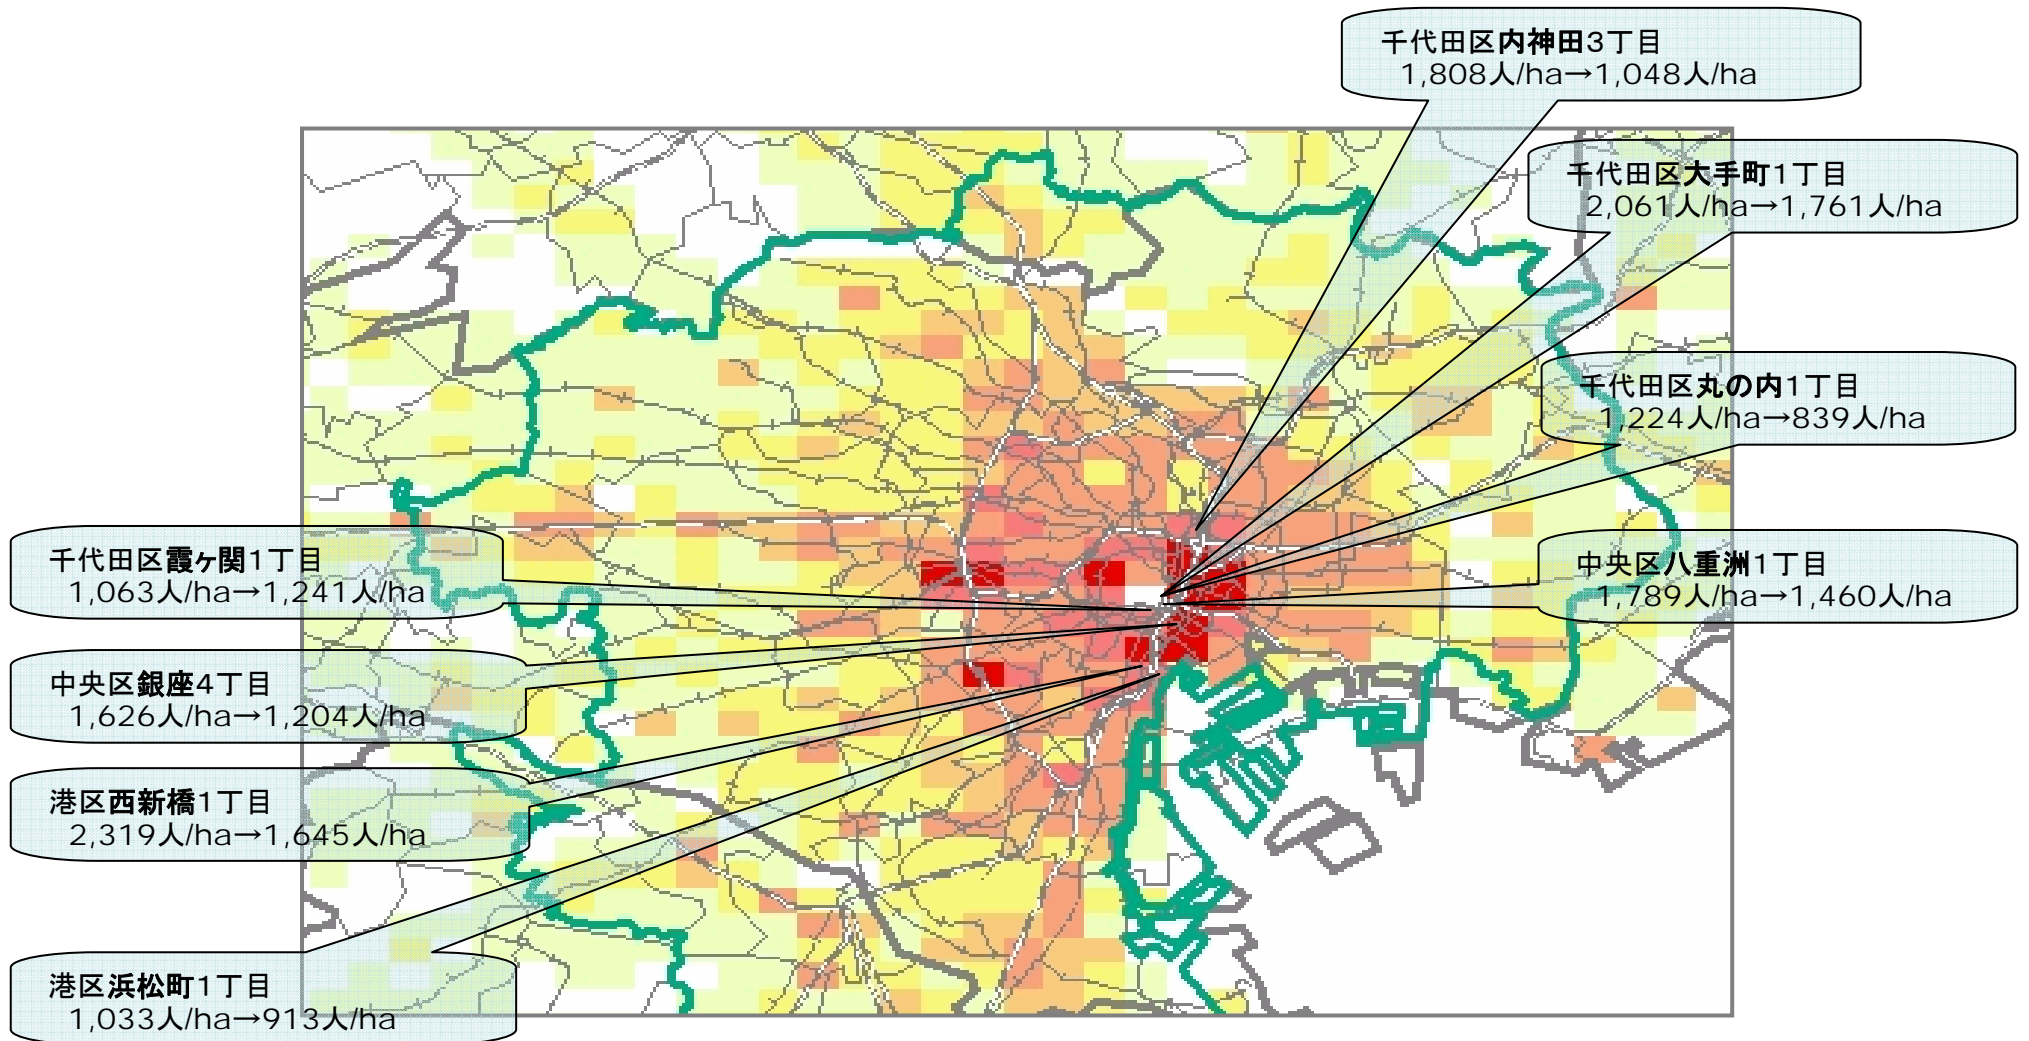 千代田区内神田3丁目
1,808人/ha→1,048人/ha
千代田区大手町1丁目
2,061人/ha→1,761人/ha
千代田区丸の内1丁目
1,224人/ha→839人/ha
千代田区霞ヶ関1丁目
1,063人/ha→1,241人/ha
中央区八重洲1丁目
1,789人/ha→1,460人/ha
中央区銀座4丁目
1,626人/ha→1,204人/ha
港区西新橋1丁目
2,319人/ha→1,645人/ha
港区浜松町1丁目
1,033人/ha→913人/ha